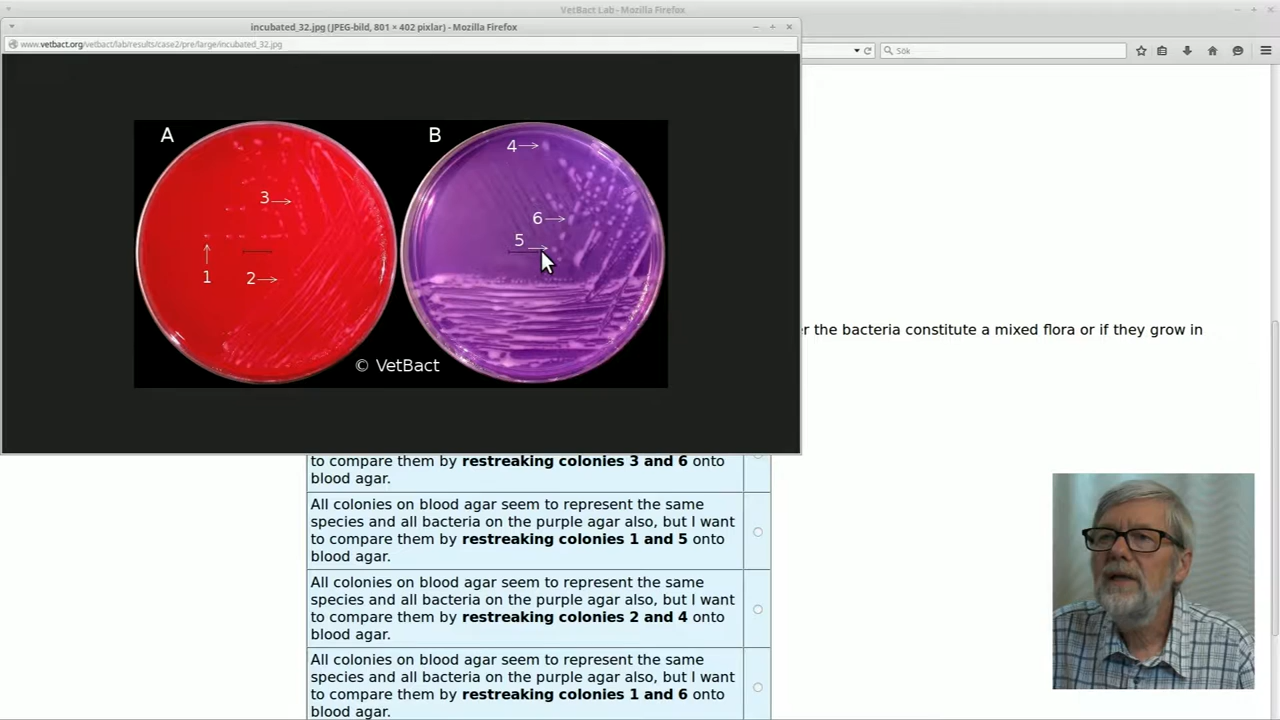 VetBact Lab - Mozilla Firefox
incubated_32.jpg (JPEG-bild, 801 × 402 pixlar) - Mozilla Firefox
www.vetbact.org/vetbact/lab/results/case2/pre/large/incubated_32.jpg
Sök
A
B
4
3
6
5
1
2
© VetBact
er the bacteria constitute a mixed flora or if they grow in
to compare them by restreaking colonies 3 and 6 onto
blood agar.
All colonies on blood agar seem to represent the same
species and all bacteria on the purple agar also, but I want
to compare them by restreaking colonies 1 and 5 onto
blood agar.
All colonies on blood agar seem to represent the same
species and all bacteria on the purple agar also, but I want
to compare them by restreaking colonies 2 and 4 onto
blood agar.
All colonies on blood agar seem to represent the same
species and all bacteria on the purple agar also, but I want
to compare them by restreaking colonies 1 and 6 onto
blood agar.